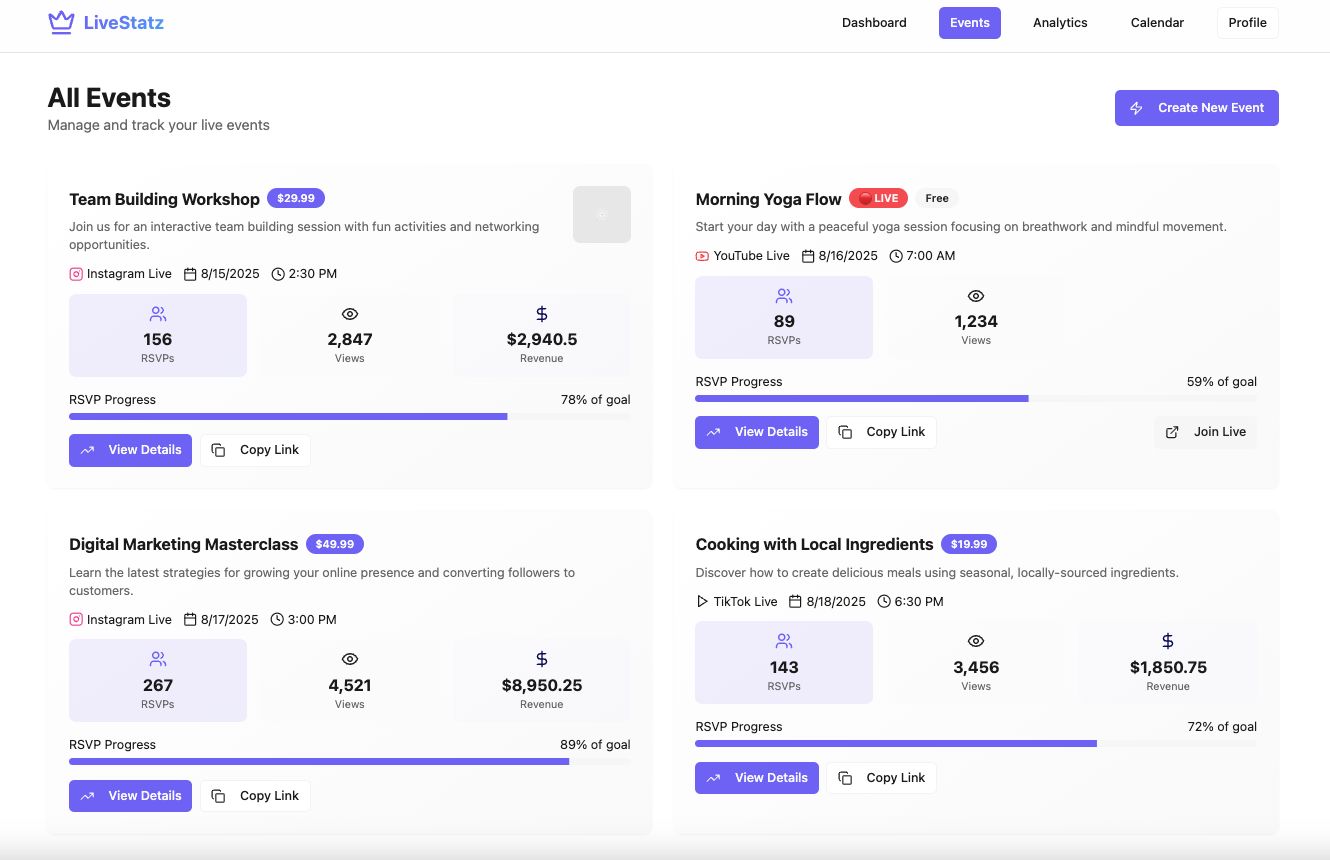 LiveStatz
Dashboard
Events
Analytics
Calendar
Profile
All Events
Manage and track your live events
Create New Event
Team Building Workshop
$29.99
Join us for an interactive team building session with fun activities and networking
opportunities.
Instagram Live 8/15/2025 2:30 PM
156
RSVPs
2,847
Views
$2,940.5
Revenue
RSVP Progress
78% of goal
View Details
Copy Link
Morning Yoga Flow
LIVE
Free
Start your day with a peaceful yoga session focusing on breathwork and mindful movement.
YouTube Live 8/16/2025 7:00 AM
89
RSVPs
1,234
Views
RSVP Progress
59% of goal
View Details
Copy Link
Join Live
Digital Marketing Masterclass
$49.99
Learn the latest strategies for growing your online presence and converting followers to
customers.
Instagram Live 8/17/2025 3:00 PM
267
RSVPs
4,521
Views
$8,950.25
Revenue
RSVP Progress
89% of goal
View Details
Copy Link
Cooking with Local Ingredients
$19.99
Discover how to create delicious meals using seasonal, locally-sourced ingredients.
TikTok Live 8/18/2025 6:30 PM
143
RSVPs
3,456
Views
$1,850.75
Revenue
RSVP Progress
72% of goal
View Details
Copy Link